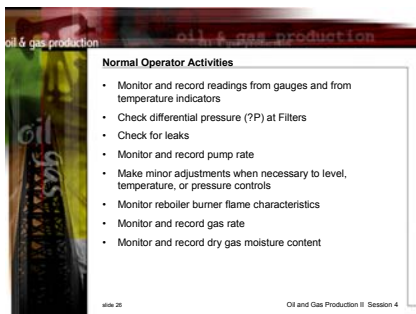 oil & gas production
oil & gas production
Oil
gas
Normal Operator Activities
• Monitor and record readings from gauges and from
temperature indicators
• Check differential pressure (?P) at Filters
• Check for leaks
• Monitor and record pump rate
• Make minor adjustments when necessary to level,
temperature, or pressure controls
• Monitor reboiler burner flame characteristics
• Monitor and record gas rate
• Monitor and record dry gas moisture content
slide 26
Oil and Gas Production II Session 4